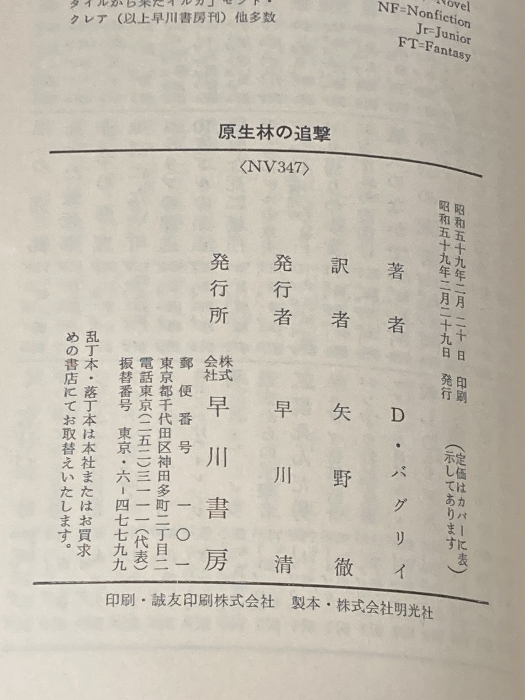 タイルから来たイルカ」セント・
クレア（以上早川書房刊）他多数
Novel
NF=Nonfiction
Jr=Junior
FT=Fantasy
原生林の追撃
〈NV347〉
昭和五十九年二月二十日　印刷
昭和五十九年二月二十九日　発行
（定価はカバーに表
示してあります）
著者　D・バグリイ
訳者　矢野徹
発行者　早川清
発行所　株式会社　早川書房
郵便番号　一〇一
東京都千代田区神田多町二丁目二
電話東京（二五二）三一一一（代表）
振替番号　東京・六－四七七九九
乱丁本・落丁本は本社またはお買求
めの書店にてお取替えいたします。
印刷・誠友印刷株式会社　製本・株式会社明光社